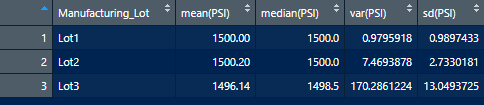 Manufacturing_Lot mean(PSI) median(PSI) var(PSI) sd(PSI)
1 Lot1 1500.00 1500.0 0.9795918 0.9897433
2 Lot2 1500.20 1500.0 7.4693878 2.7330181
3 Lot3 1496.14 1498.5 170.2861224 13.0493725